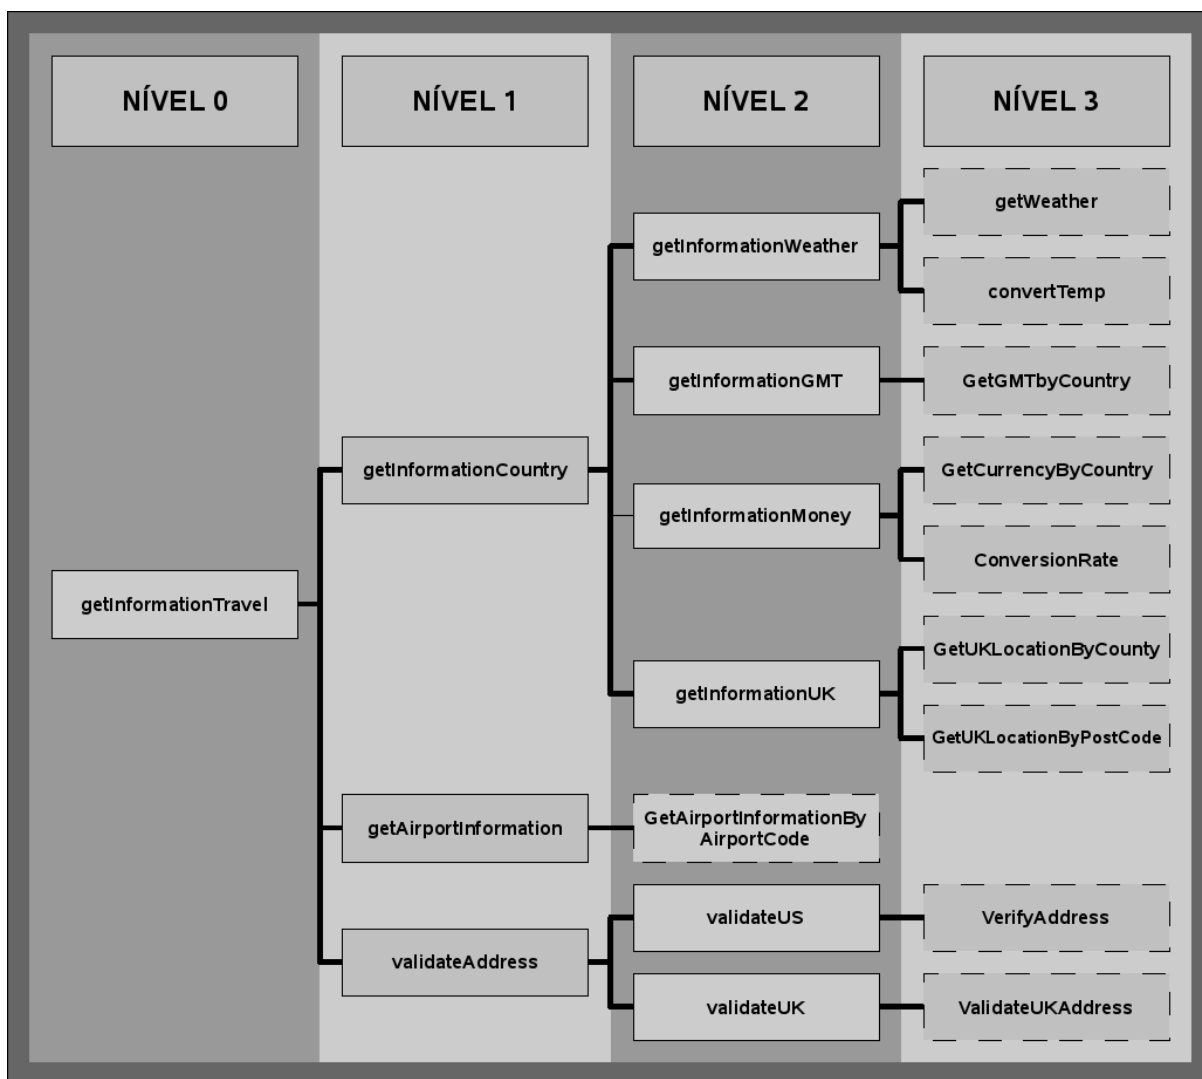 NÍVEL 0
NÍVEL 1
NÍVEL 2
NÍVEL 3
getWeather
getInformationWeather
convertTemp
getInformationGMT
GetGMTbyCountry
getInformationCountry
GetCurrencyByCountry
getInformationMoney
ConversionRate
getInformationTravel
GetUKLocationByCounty
getInformationUK
GetUKLocationByPostCode
getAirportInformation
GetAirportInformationBy
AirportCode
validateUS
VerifyAddress
validateAddress
validateUK
ValidateUKAddress